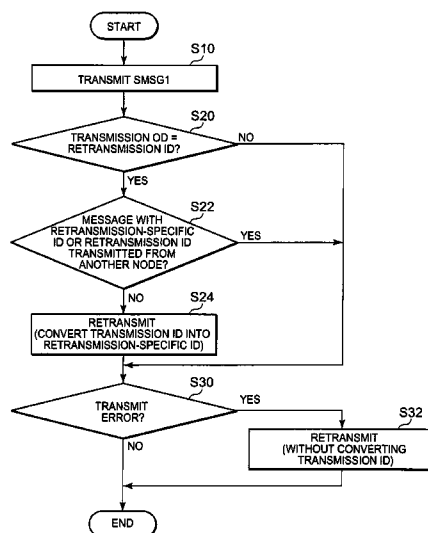 START
S10
TRANSMIT SMSG1
S20
TRANSMISSION OD =
RETRANSMISSION ID?
NO
YES
S22
MESSAGE WITH
RETRANSMISSION-SPECIFIC
ID OR RETRANSMISSION ID
TRANSMITTED FROM
ANOTHER NODE?
YES
NO
S24
RETRANSMIT
(CONVERT TRANSMISSION ID INTO
RETRANSMISSION-SPECIFIC ID)
S30
TRANSMIT
ERROR?
YES
NO
S32
RETRANSMIT
(WITHOUT CONVERTING
TRANSMISSION ID)
END